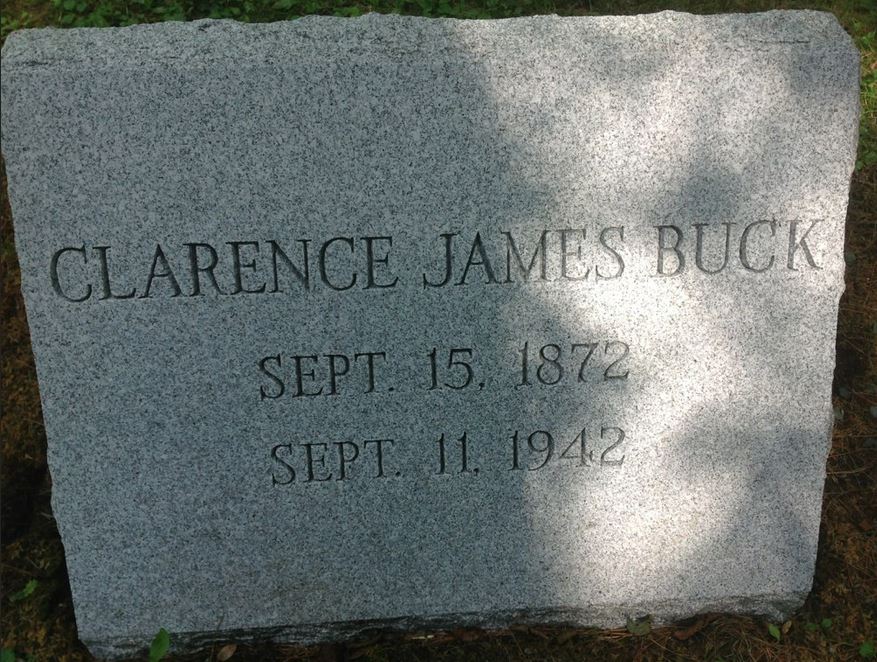 CLARENCE JAMES BUCK
SEPT. 15, 1872
SEPT. 11, 1942